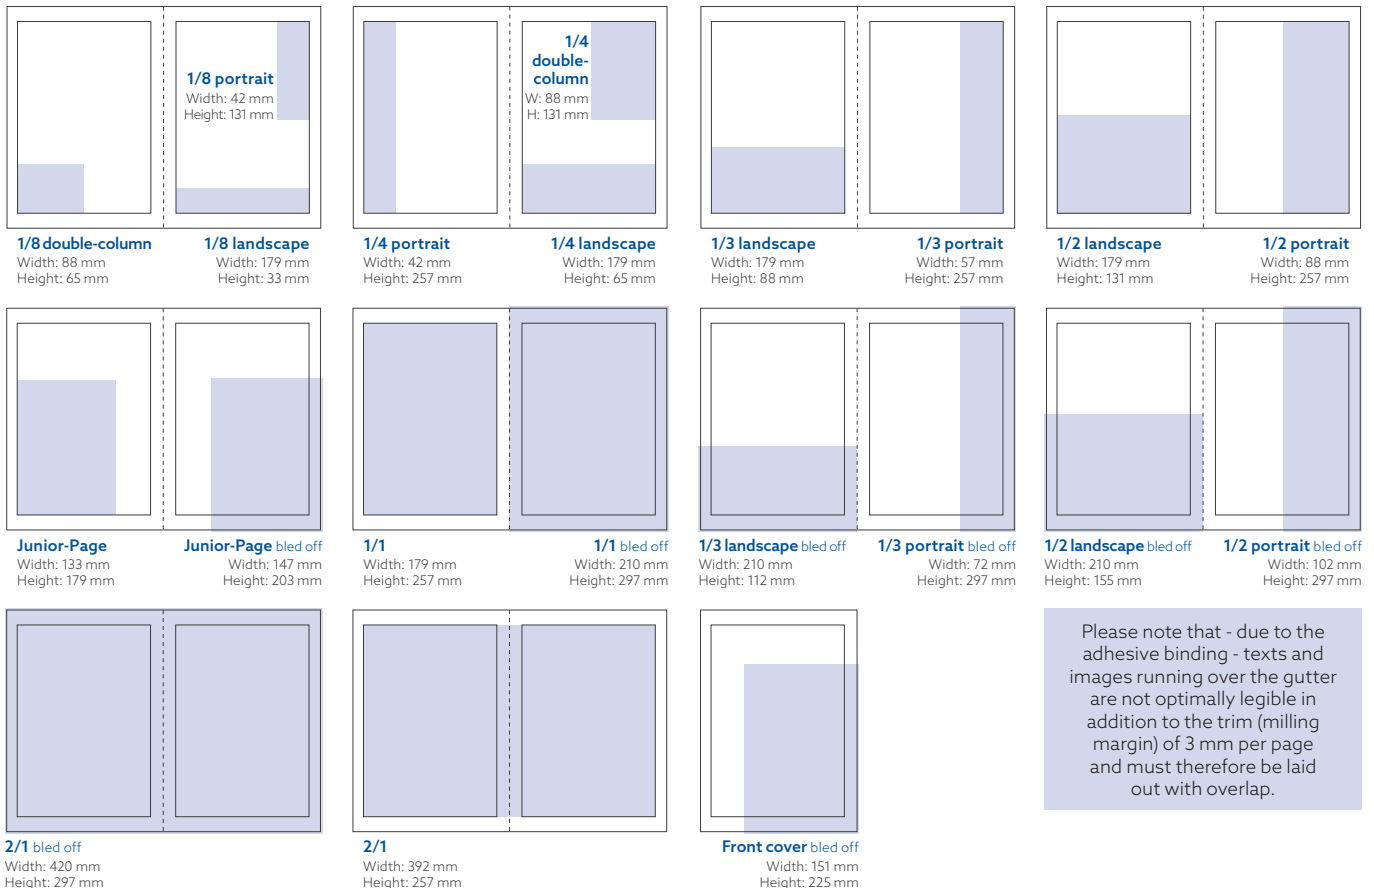 1/8 portrait
Width: 42 mm
Height: 131 mm
1/4
double-
column
W: 88 mm
H: 131 mm
1/8 double-column
Width: 88 mm
Height: 65 mm
1/8 landscape
Width: 179 mm
Height: 33 mm
1/4 portrait
Width: 42 mm
Height: 257 mm
1/4 landscape
Width: 179 mm
Height: 65 mm
1/3 landscape
Width: 179 mm
Height: 88 mm
1/3 portrait
Width: 57 mm
Height: 257 mm
1/2 landscape
Width: 179 mm
Height: 131 mm
1/2 portrait
Width: 88 mm
Height: 257 mm
Junior-Page
Width: 133 mm
Height: 179 mm
Junior-Page bled off
Width: 147 mm
Height: 203 mm
1/1
Width: 179 mm
Height: 257 mm
1/1 bled off
Width: 210 mm
Height: 297 mm
1/3 landscape bled off
Width: 210 mm
Height: 112 mm
1/3 portrait bled off
Width: 72 mm
Height: 297 mm
1/2 landscape bled off
Width: 210 mm
Height: 155 mm
1/2 portrait bled off
Width: 102 mm
Height: 297 mm
2/1 bled off
Width: 420 mm
Height: 297 mm
2/1
Width: 392 mm
Height: 257 mm
Front cover bled off
Width: 151 mm
Height: 225 mm
Please note that - due to the
adhesive binding - texts and
images running over the gutter
are not optimally legible in
addition to the trim (milling
margin) of 3 mm per page
and must therefore be laid
out with overlap.